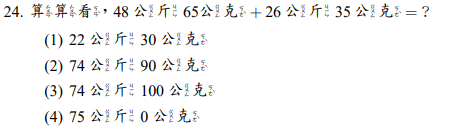 24. 算算看，48 公斤 65公克＋26 公斤 35 公克＝？
(1) 22 公斤 30 公克
(2) 74 公斤 90 公克
(3) 74 公斤 100 公克
(4) 75 公斤 0 公克